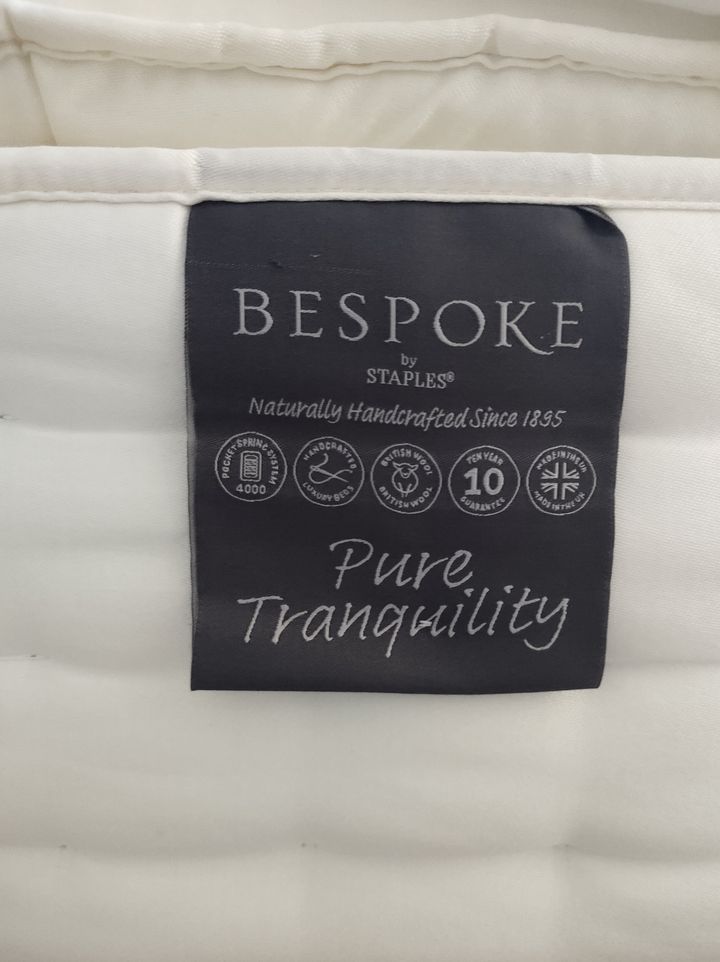 BESPOKE
by
STAPLES®
Naturally Handcrafted Since 1895
POCKET SPRING SYSTEM
4000
HANDCRAFTED
LUXURY BEDS
BRITISH WOOL
BRITISH WOOL
TEN YEAR
10
GUARANTEE
MADE IN THE UK
MADE IN THE UK
Pure
Tranquility